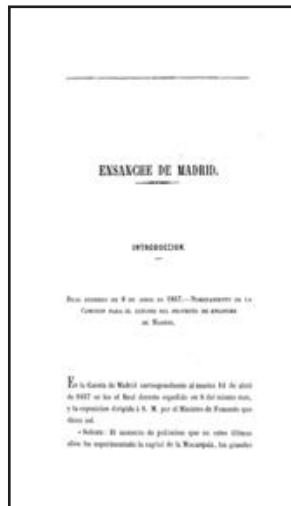 ENSANCHE DE MADRID.
INTRODUCCION.
REAL DECRETO DE 8 DE ABRIL DE 1857.—NOMBRAMIENTO DE LA
COMISION PARA EL ESTUDIO DEL PROYECTO DE ENSANCHE
DE MADRID.
En la Gaceta de Madrid correspondiente al martes 14 de abril
de 1857 se lee el Real decreto espedido en 8 del mismo mes,
y la esposicion dirigida á S. M. por el Ministro de Fomento que
dicen así.
«Señora: El aumento de poblacion que en estos últimos
años ha esperimentado la capital de la Monarquía, los grandes